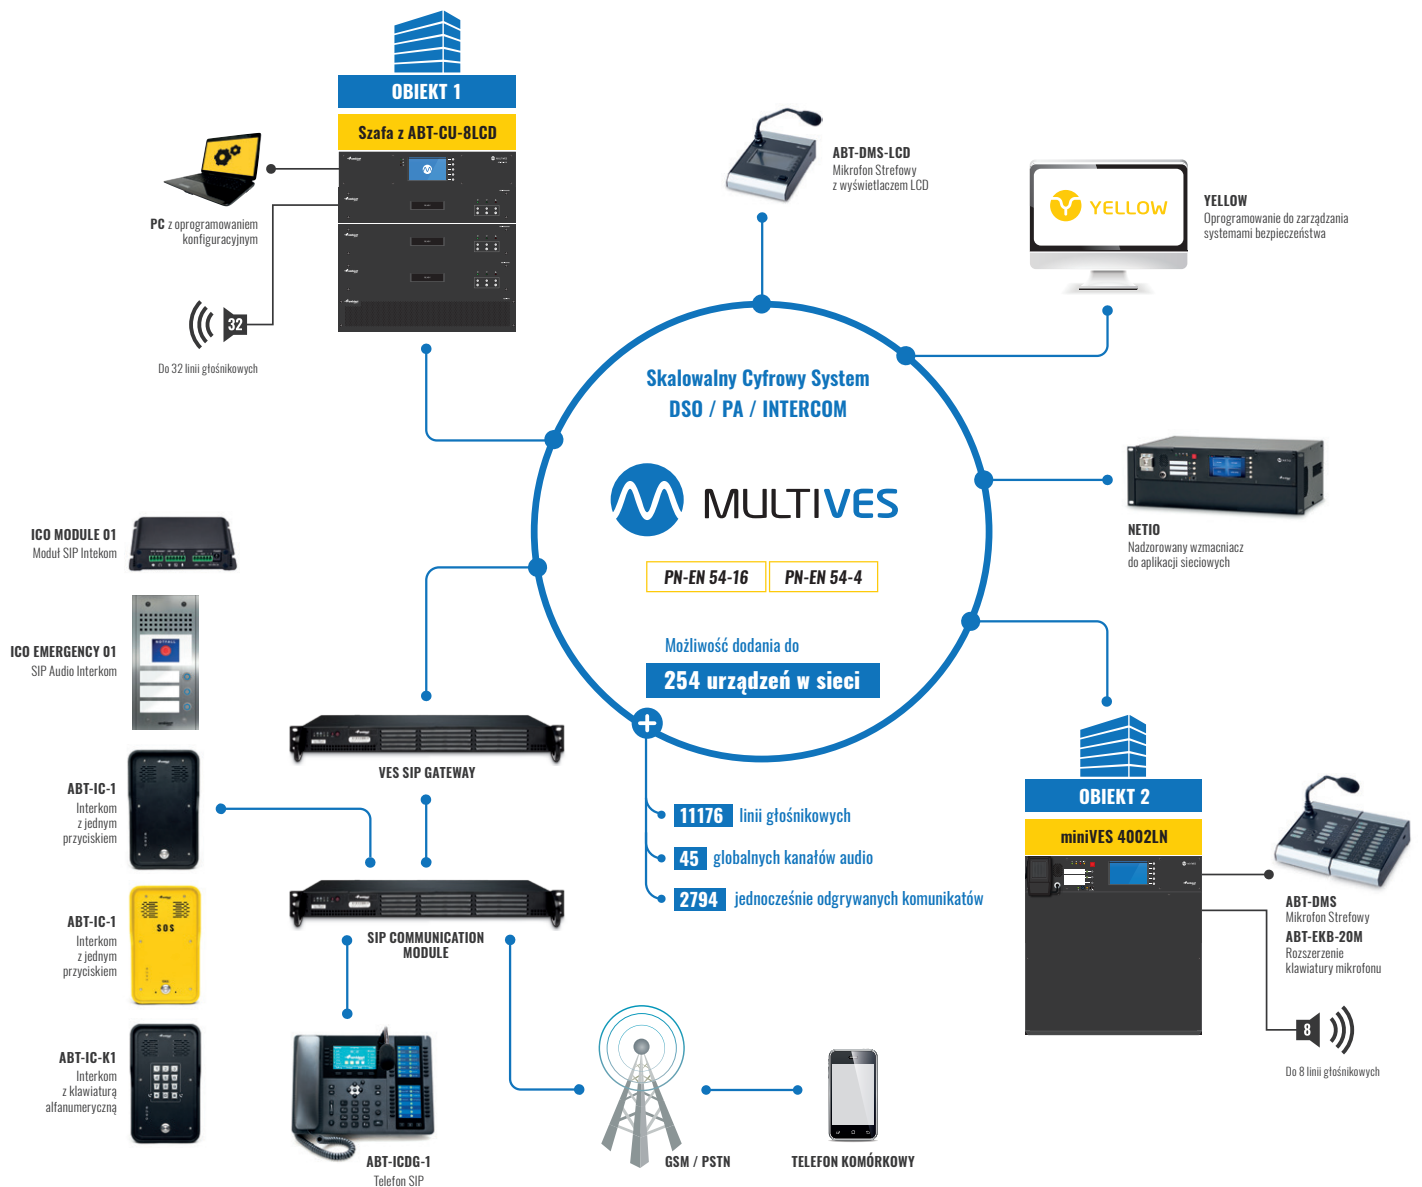 OBIEKT 1
Szafa z ABT-CU-8LCD
PC z oprogramowaniem
konfiguracyjnym
32
Do 32 linii głośnikowych
ABT-DMS-LCD
Mikrofon Strefowy
z wyświetlaczem LCD
YELLOW
YELLOW
Oprogramowanie do zarządzania
systemami bezpieczeństwa
Skalowalny Cyfrowy System
DSO / PA / INTERCOM
MULTIVES
PN-EN 54-16
PN-EN 54-4
Możliwość dodania do
254 urządzeń w sieci
11176 linii głośnikowych
45 globalnych kanałów audio
2794 jednocześnie odgrywanych komunikatów
NETIO
Nadzorowany wzmacniacz
do aplikacji sieciowych
ICO MODULE 01
Moduł SIP Intekom
ICO EMERGENCY 01
SIP Audio Interkom
ABT-IC-1
Interkom
z jednym
przyciskiem
ABT-IC-1
Interkom
z jednym
przyciskiem
SOS
ABT-IC-K1
Interkom
z klawiaturą
alfanumeryczną
VES SIP GATEWAY
SIP COMMUNICATION
MODULE
ABT-ICDG-1
Telefon SIP
GSM / PSTN
TELEFON KOMÓRKOWY
OBIEKT 2
miniVES 4002LN
ABT-DMS
Mikrofon Strefowy
ABT-EKB-20M
Rozszerzenie
klawiatury mikrofonu
8
Do 8 linii głośnikowych